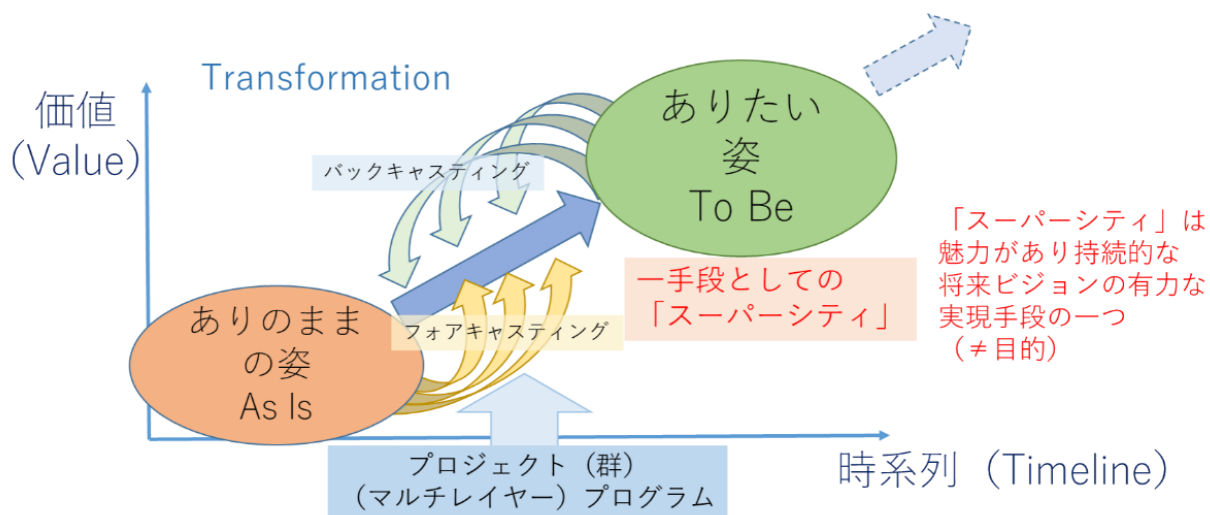 Transformation
価値
(Value)
バックキャスティング
ありたい
姿
To Be
「スーパーシティ」は
魅力があり持続的な
将来ビジョンの有力な
実現手段の一つ
（≠目的）
一手段としての
「スーパーシティ」
ありのまま
の姿
As Is
フォアキャスティング
プロジェクト（群）
（マルチレイヤー）プログラム
時系列（Timeline）